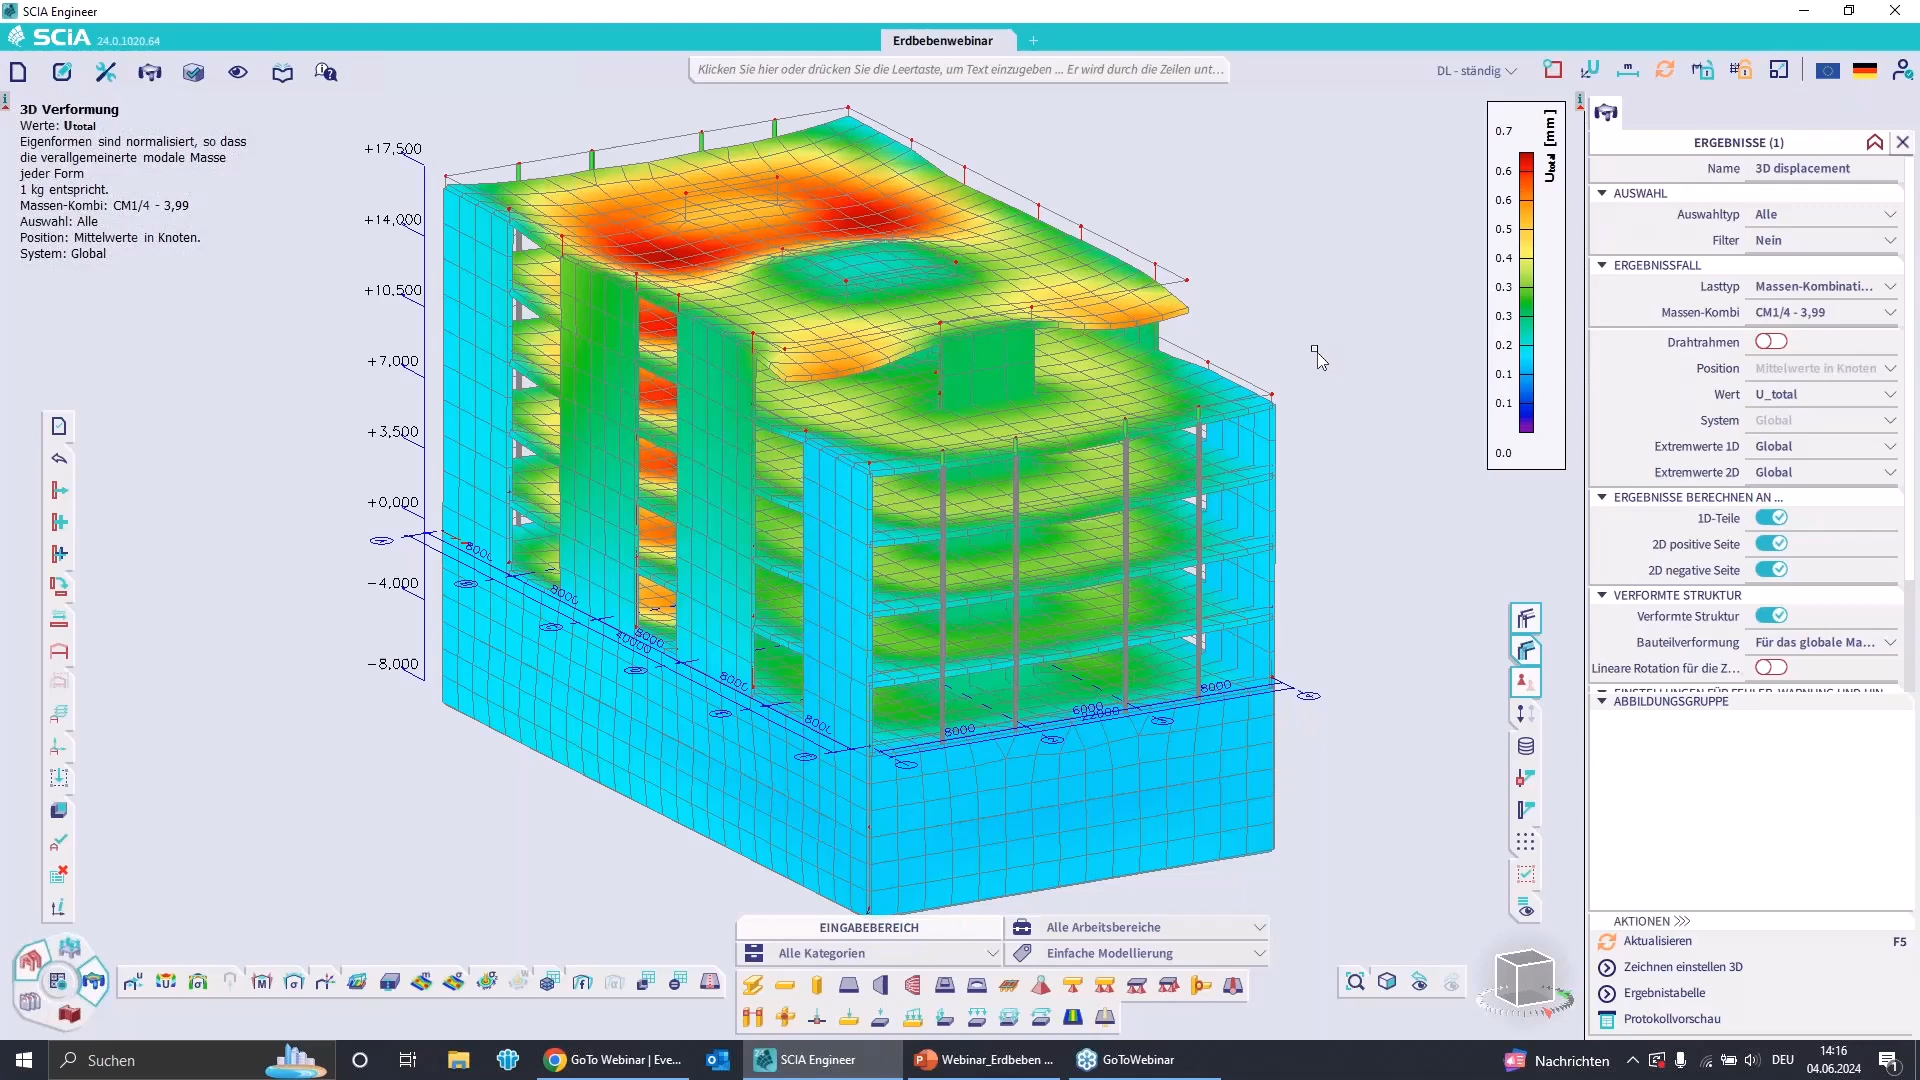 SCIA Engineer
SCiA 24.0.1020.64
Erdbebenwebinar
Klicken Sie hier oder drücken Sie die Leertaste, um Text einzugeben ... Er wird durch die Zeilen unt...
DL - ständig
3D Verformung
Werte: Utotal
Eigenformen sind normalisiert, so dass
die verallgemeinerte modale Masse
jeder Form
1 kg entspricht.
Massen-Kombi: CM1/4 - 3,99
Auswahl: Alle
Position: Mittelwerte in Knoten.
System: Global
+17,500
+14,000
+10,500
+7,000
+3,500
+0,000
-4,000
-8,000
8000
8000
8000
40000
8000
8000
8000
6000
22000
8000
Utotal [mm]
0.7
0.6
0.6
0.5
0.4
0.3
0.3
0.2
0.1
0.1
0.0
ERGEBNISSE (1)
Name 3D displacement
AUSWAHL
Auswahltyp Alle
Filter Nein
ERGEBNISFALL
Lasttyp Massen-Kombinati...
Massen-Kombi CM1/4 - 3,99
Drahtrahmen
Position Mittelwerte in Knoten
Wert U_total
System Global
Extremwerte 1D Global
Extremwerte 2D Global
ERGEBNISSE BERECHNEN AN ...
1D-Teile
2D positive Seite
2D negative Seite
VERFORMTE STRUKTUR
Verformte Struktur
Bauteilverformung Für das globale Ma...
Lineare Rotation für die Z...
ABBILDUNGSGRUPPE
AKTIONEN >>>
Aktualisieren F5
Zeichnen einstellen 3D
Ergebnistabelle
Protokollvorschau
EINGABEBEREICH
Alle Arbeitsbereiche
Alle Kategorien
Einfache Modellierung
Suchen
GoTo Webinar | Eve...
SCIA Engineer
Webinar_Erdbeben ...
GoToWebinar
Nachrichten
DEU
14:16
04.06.2024
1